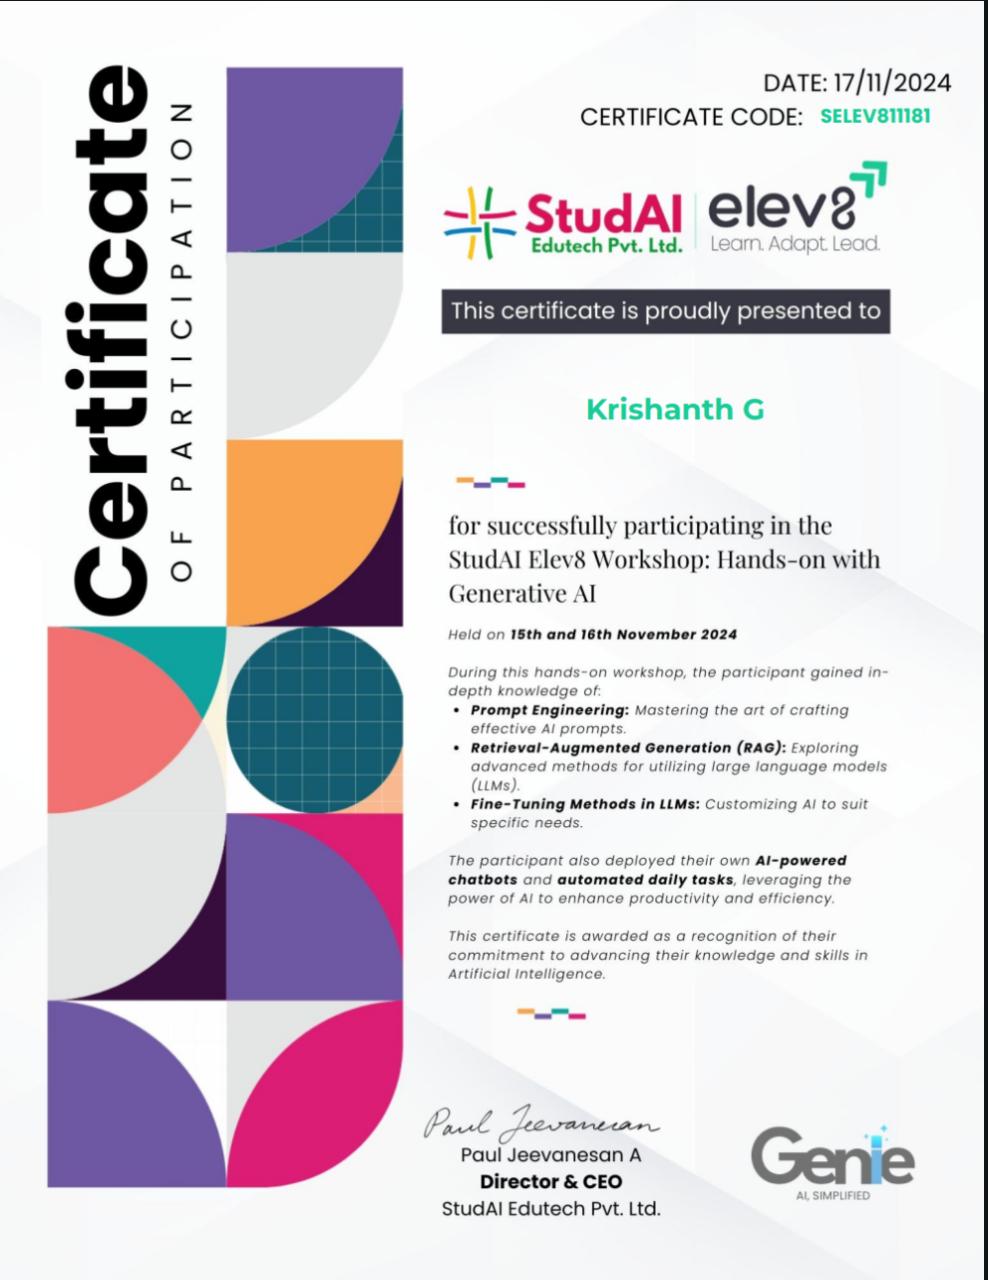 Certificate
OF PARTICIPATION
DATE: 17/11/2024
CERTIFICATE CODE: SELEV811181
StudAI
Edutech Pvt. Ltd.
elev8
Learn. Adapt. Lead.
This certificate is proudly presented to
Krishanth G
for successfully participating in the
StudAI Elev8 Workshop: Hands-on with
Generative AI
Held on 15th and 16th November 2024
During this hands-on workshop, the participant gained in-
depth knowledge of:
• Prompt Engineering: Mastering the art of crafting
effective AI prompts.
• Retrieval-Augmented Generation (RAG): Exploring
advanced methods for utilizing large language models
(LLMs).
• Fine-Tuning Methods in LLMs: Customizing AI to suit
specific needs.
The participant also deployed their own AI-powered
chatbots and automated daily tasks, leveraging the
power of AI to enhance productivity and efficiency.
This certificate is awarded as a recognition of their
commitment to advancing their knowledge and skills in
Artificial Intelligence.
Paul Jeevanesan
Paul Jeevanesan A
Director & CEO
StudAI Edutech Pvt. Ltd.
Genie
AI, SIMPLIFIED